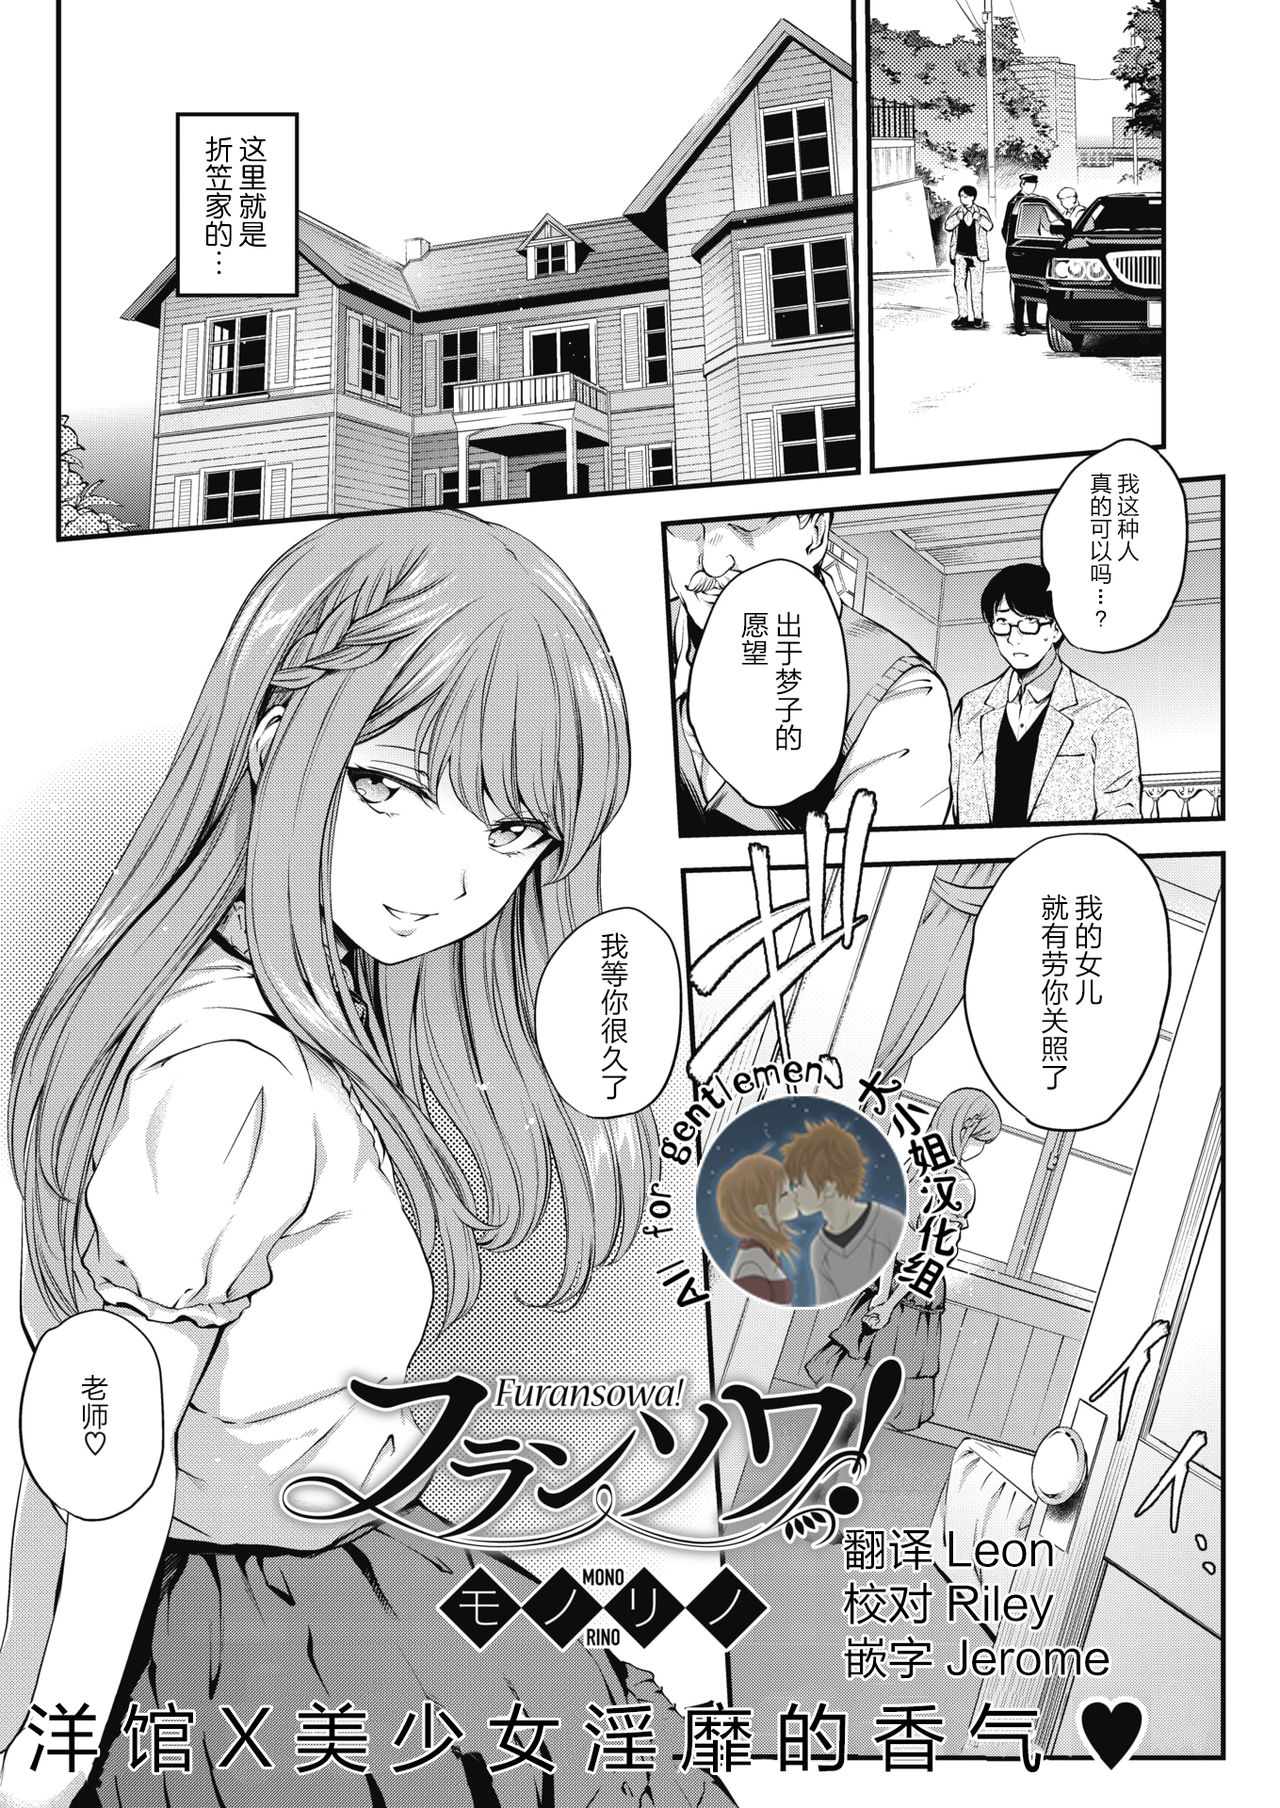 这里就是
折笠家的…
我这种人
真的可以吗…？
出于梦子的
愿望
我的女儿
就有劳你关照了
我等你很久了
老师♡
All for gentlemen
大小姐汉化组
Furansowa!
フランソワ!
MONO
モノリノ
RINO
翻译 Leon
校对 Riley
嵌字 Jerome
洋馆X美少女淫靡的香气♥